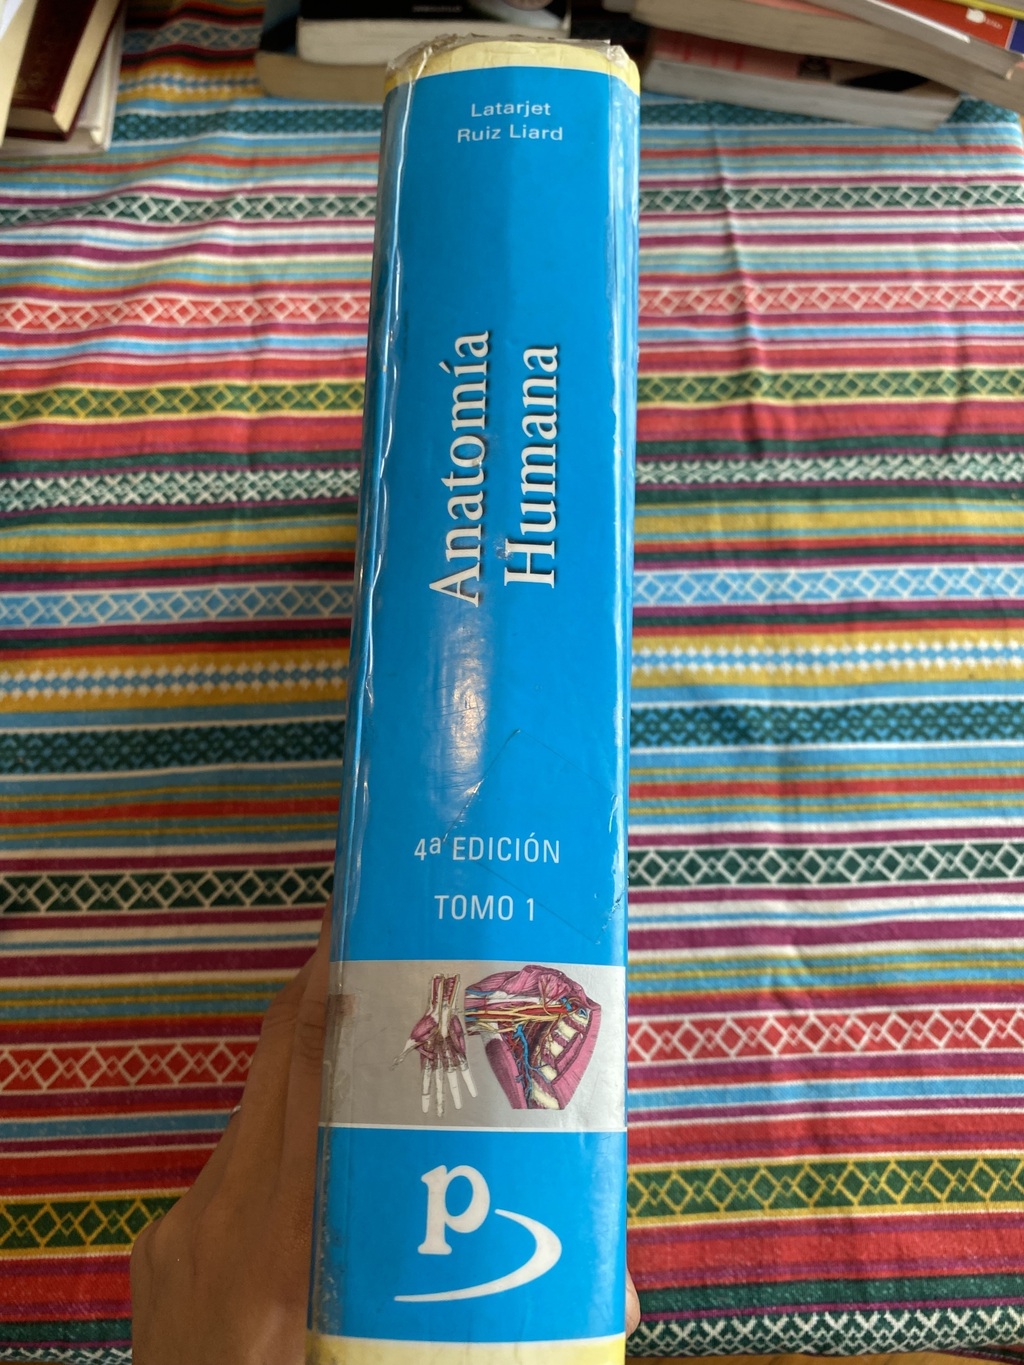 Latarjet
Ruiz Liard
Anatomía
Humana
4ª EDICIÓN
TOMO 1
p